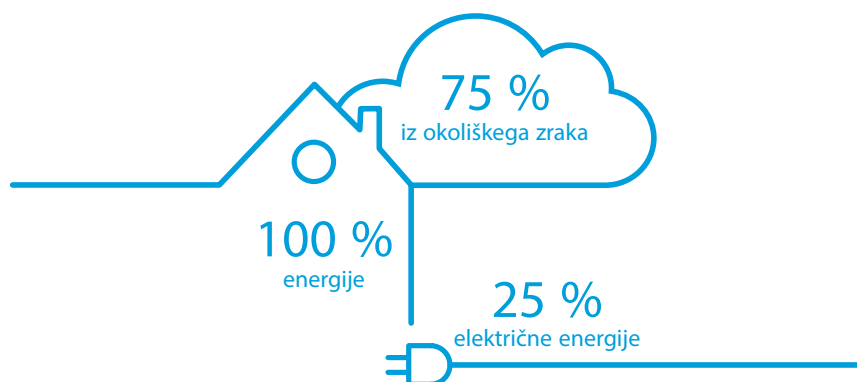 75 %
iz okoliškega zraka
100 %
energije
25 %
električne energije